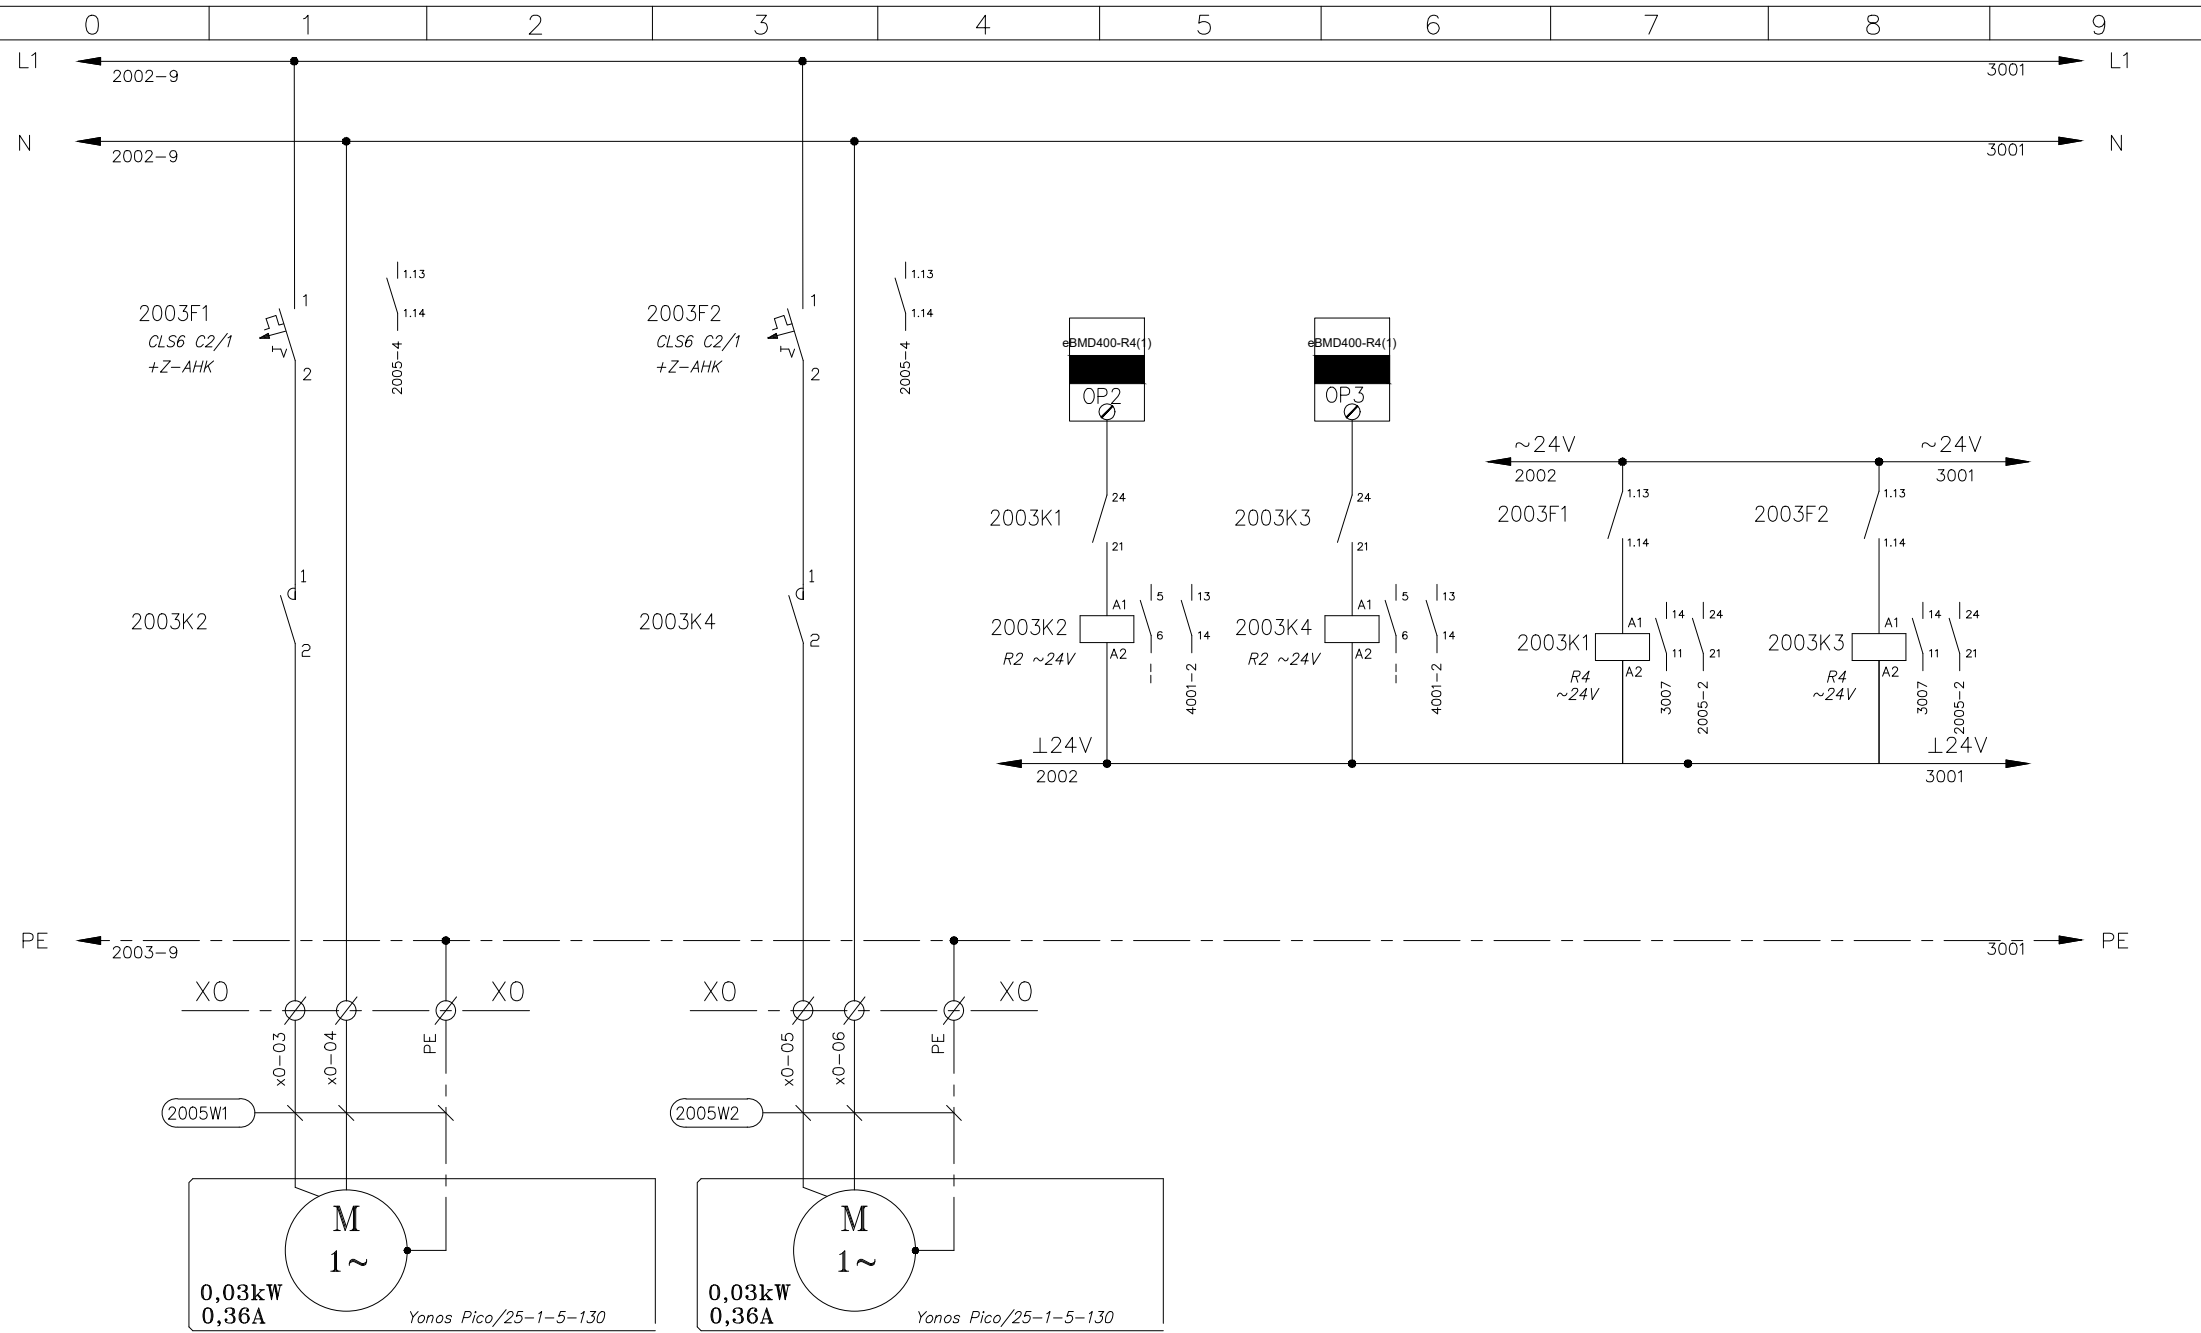 0 1 2 3 4 5 6 7 8 9
L1 2002-9 3001 L1
N 2002-9 3001 N
2003F1
CLS6 C2/1
+Z-AHK
1
2
1.13
1.14
2005-4
2003F2
CLS6 C2/1
+Z-AHK
1
2
1.13
1.14
2005-4
eBMD400-R4(1)
OP2
eBMD400-R4(1)
OP3
~24V
2002
~24V
3001
2003K1
24
21
2003K3
24
21
2003F1
1.13
1.14
2003F2
1.13
1.14
2003K2
1
2
2003K4
1
2
2003K2
R2 ~24V
A1
A2
5
6
---
13
14
4001-2
2003K4
R2 ~24V
A1
A2
5
6
---
13
14
4001-2
2003K1
R4
~24V
A1
A2
14
11
3007
24
21
2005-2
2003K3
R4
~24V
A1
A2
14
11
3007
24
21
2005-2
⊥24V
2002
⊥24V
3001
PE 2003-9 3001 PE
X0 X0 X0 X0
x0-03
x0-04
PE
x0-05
x0-06
PE
2005W1
2005W2
M
1~
0,03kW
0,36A
Yonos Pico/25-1-5-130
M
1~
0,03kW
0,36A
Yonos Pico/25-1-5-130